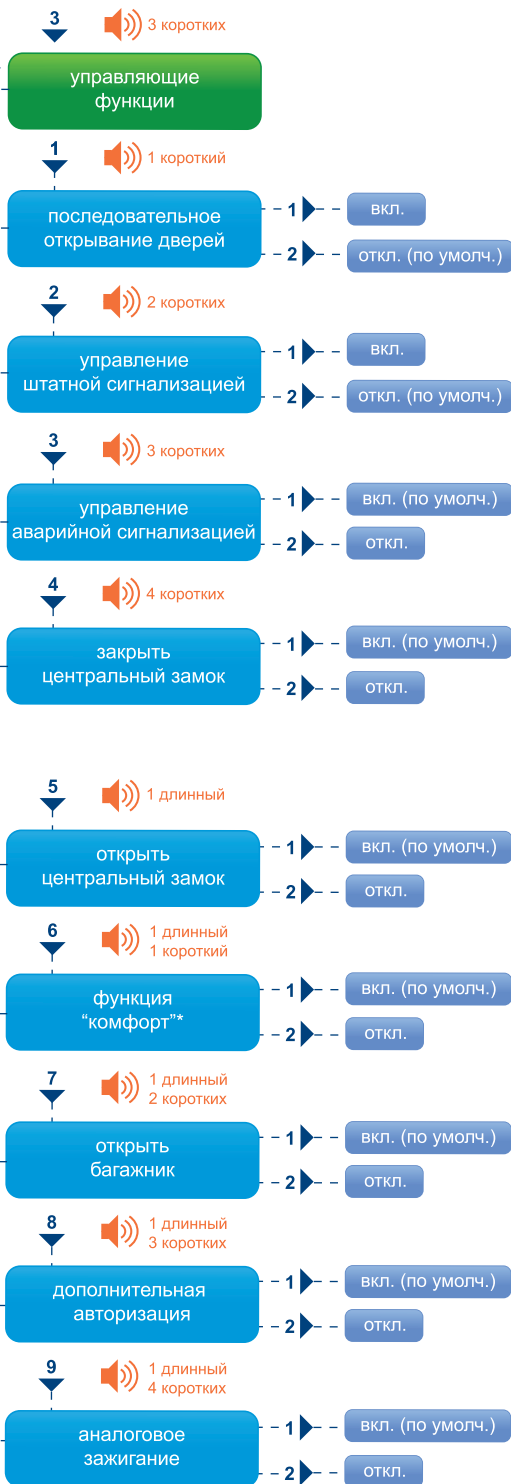 3
3 коротких
управляющие
функции
1
1 короткий
последовательное
открывание дверей
1
вкл.
2
откл. (по умолч.)
2
2 коротких
управление
штатной сигнализацией
1
вкл.
2
откл. (по умолч.)
3
3 коротких
управление
аварийной сигнализацией
1
вкл. (по умолч.)
2
откл.
4
4 коротких
закрыть
центральный замок
1
вкл. (по умолч.)
2
откл.
5
1 длинный
открыть
центральный замок
1
вкл. (по умолч.)
2
откл.
6
1 длинный
1 короткий
функция
“комфорт”*
1
вкл. (по умолч.)
2
откл.
7
1 длинный
2 коротких
открыть
багажник
1
вкл. (по умолч.)
2
откл.
8
1 длинный
3 коротких
дополнительная
авторизация
1
вкл. (по умолч.)
2
откл.
9
1 длинный
4 коротких
аналоговое
зажигание
1
вкл. (по умолч.)
2
откл.